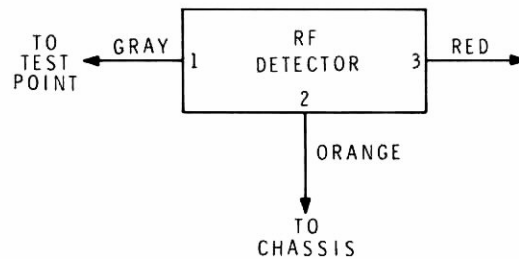 TO
TEST
POINT
GRAY
1
RF
DETECTOR
3
RED
2
ORANGE
TO
CHASSIS